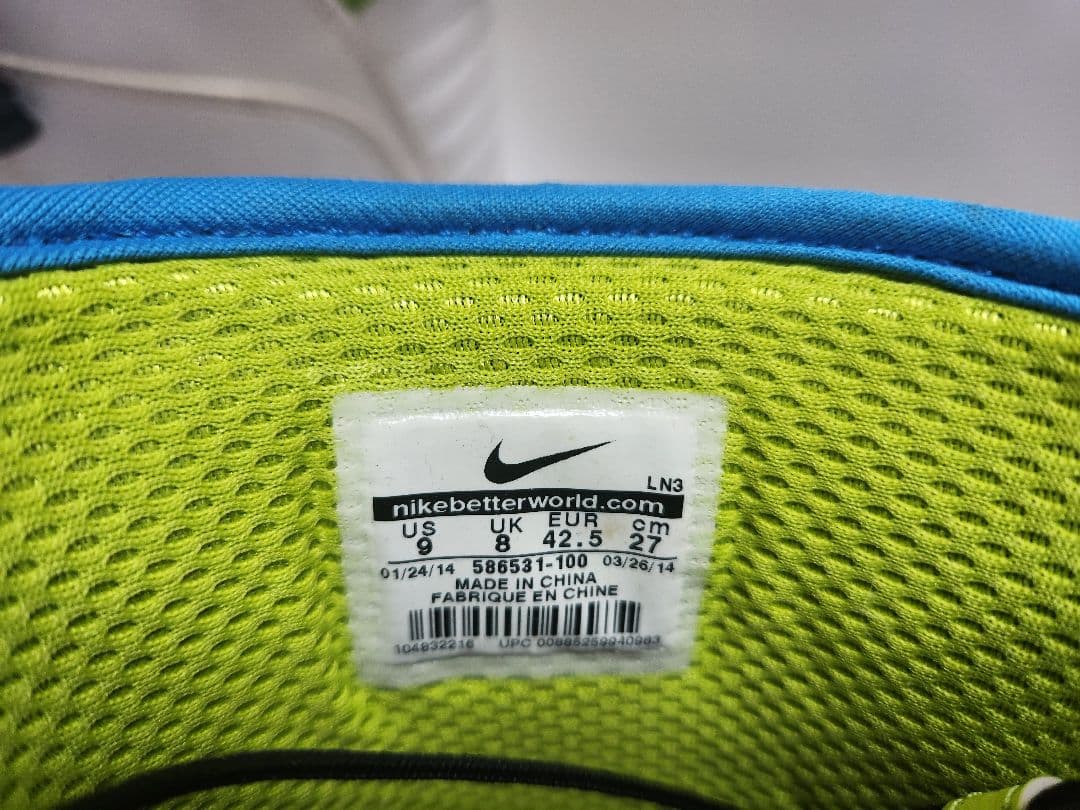 LN3
nikebetterworld.com
US UK EUR cm
9 8 42.5 27
01/24/14 586531-100 03/26/14
MADE IN CHINA
FABRIQUE EN CHINE
UPC